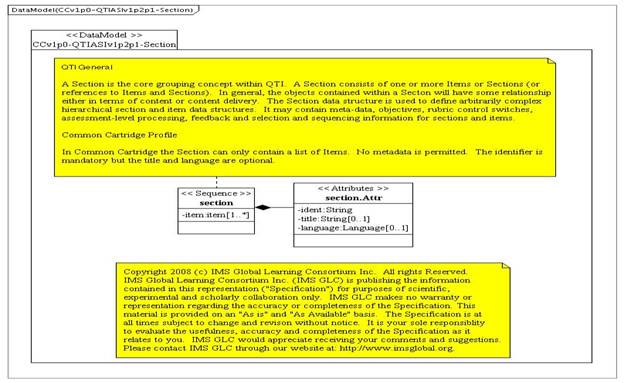 DataModel(CCv1p0-QTIASIv1p2p1-Section)
<< DataModel >>
CCv1p0-QTIASIv1p2p1-Section
QTI General
A Section is the core grouping concept within QTI. A Section consists of one or more Items or Sections (or
references to Items and Sections). In general, the objects contained within a Secton will have some relationship
either in terms of content or content delivery. The Section data structure is used to define arbitrarily complex
hierarchical section and item data structures. It may contain meta-data, objectives, rubric control switches,
assessment-level processing, feedback and selection and sequencing information for sections and items.
Common Cartridge Profile
In Common Cartridge the Section can only contain a list of Items. No metadata is permitted. The identifier is
mandatory but the title and language are optional.
<< Sequence >>
section
-item:item[1..*]
<< Attributes >>
section.Attr
-ident:String
-title:String[0..1]
-language:Language[0..1]
Copyright 2008 (c) IMS Global Learning Consortium Inc. All rights Reserved.
IMS Global Learning Consortium Inc. (IMS GLC) is publishing the information
contained in this representation ("Specification") for purposes of scientific,
experimental and scholarly collaboration only. IMS GLC makes no warranty or
representation regarding the accuracy or completeness of the Specification. This
material is provided on an "As is" and "As Available" basis. The Specification is at
all times subject to change and revison without notice. It is your sole responsiblity
to evaluate the usefulness, accuracy and completeness of the Specification as it
relates to you. IMS GLC would appreciate receiving your comments and suggestions.
Please contact IMS GLC through our website at: http://www.imsglobal.org.